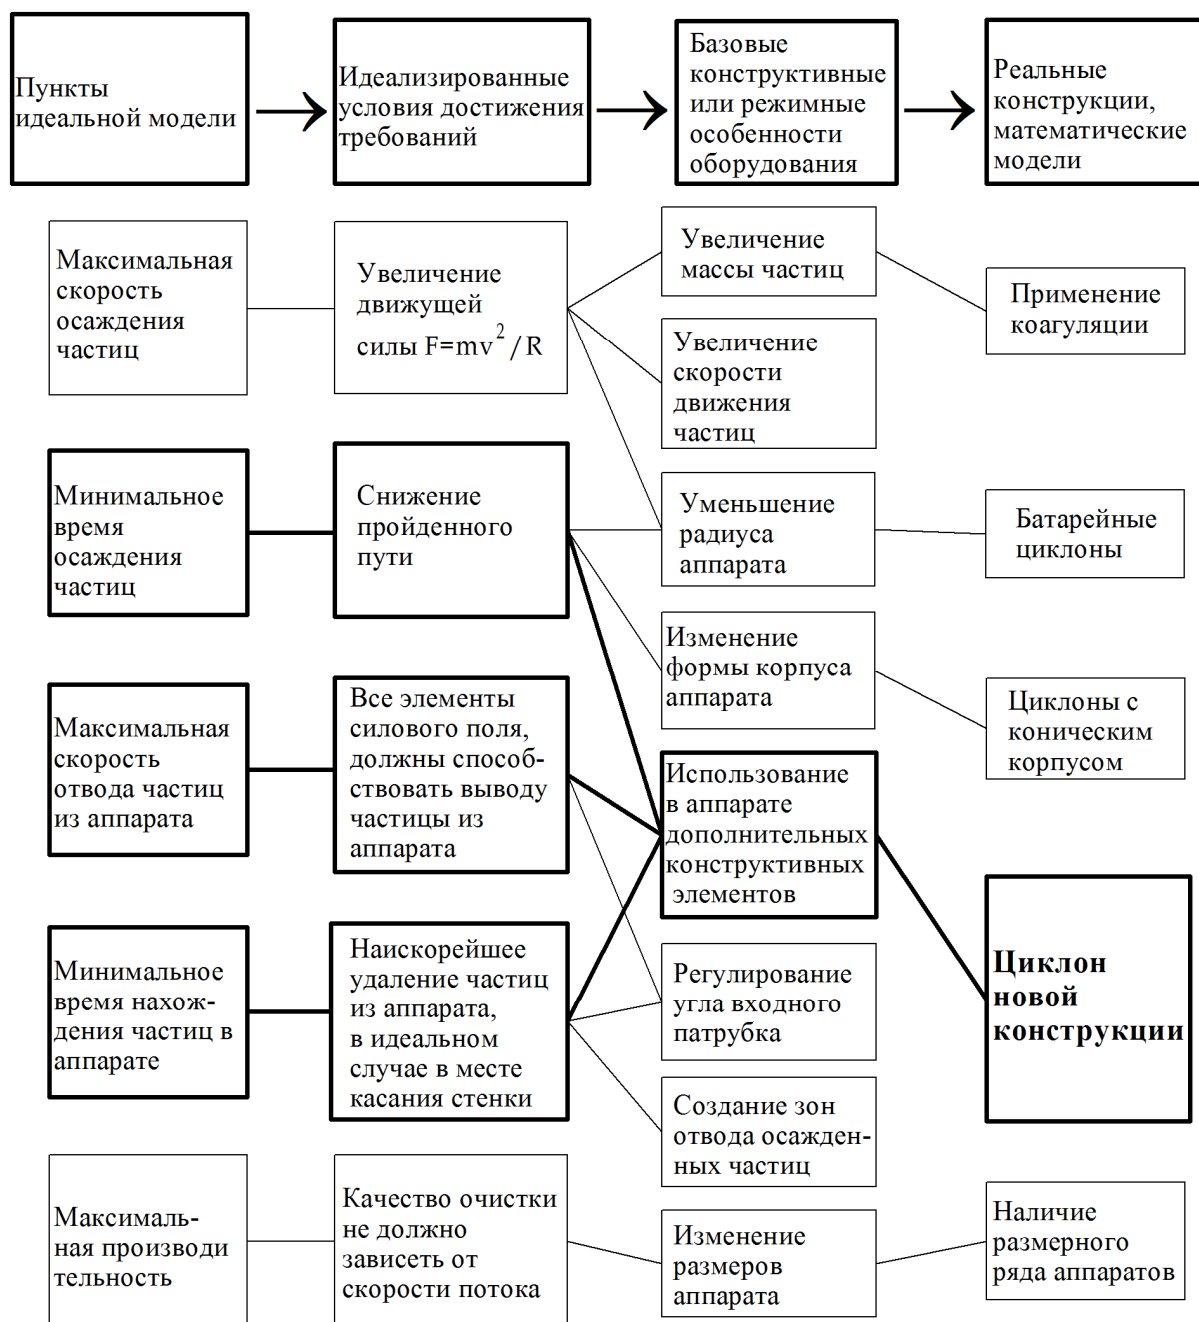 Пункты
идеальной модели
Идеализированные
условия достижения
требований
Базовые
конструктивные
или режимные
особенности
оборудования
Реальные
конструкции,
математические
модели
Максимальная
скорость
осаждения
частиц
Увеличение
движущей
силы F=mv²/R
Увеличение
массы частиц
Применение
коагуляции
Увеличение
скорости
движения
частиц
Минимальное
время
осаждения
частиц
Снижение
пройденного
пути
Уменьшение
радиуса
аппарата
Батарейные
циклоны
Изменение
формы корпуса
аппарата
Циклоны с
коническим
корпусом
Максимальная
скорость
отвода частиц
из аппарата
Все элементы
силового поля,
должны способ-
ствовать выводу
частицы из
аппарата
Использование
в аппарате
дополнительных
конструктивных
элементов
Циклон
новой
конструкции
Минимальное
время нахож-
дения частиц в
аппарате
Наискорейшее
удаление частиц
из аппарата,
в идеальном
случае в месте
касания стенки
Регулирование
угла входного
патрубка
Создание зон
отвода осажден-
ных частиц
Максималь-
ная производи
тельность
Качество очистки
не должно
зависеть от
скорости потока
Изменение
размеров
аппарата
Наличие
размерного
ряда аппаратов